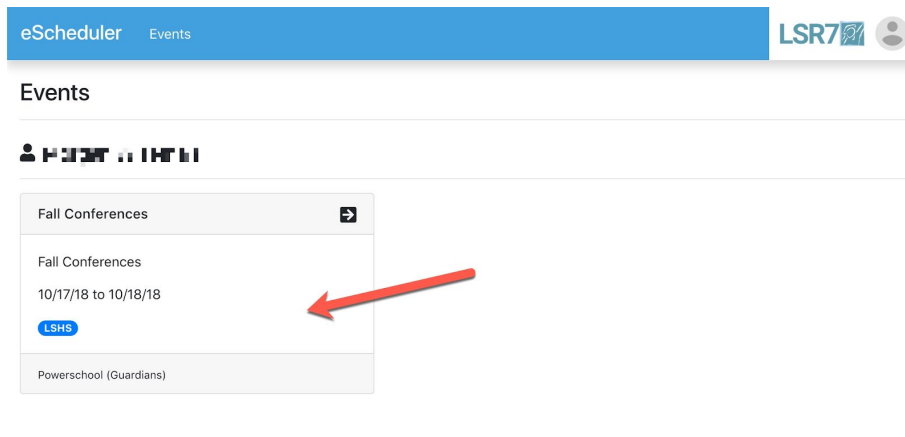 eScheduler Events
LSR7
Events
Fall Conferences
Fall Conferences
10/17/18 to 10/18/18
LSHS
Powerschool (Guardians)